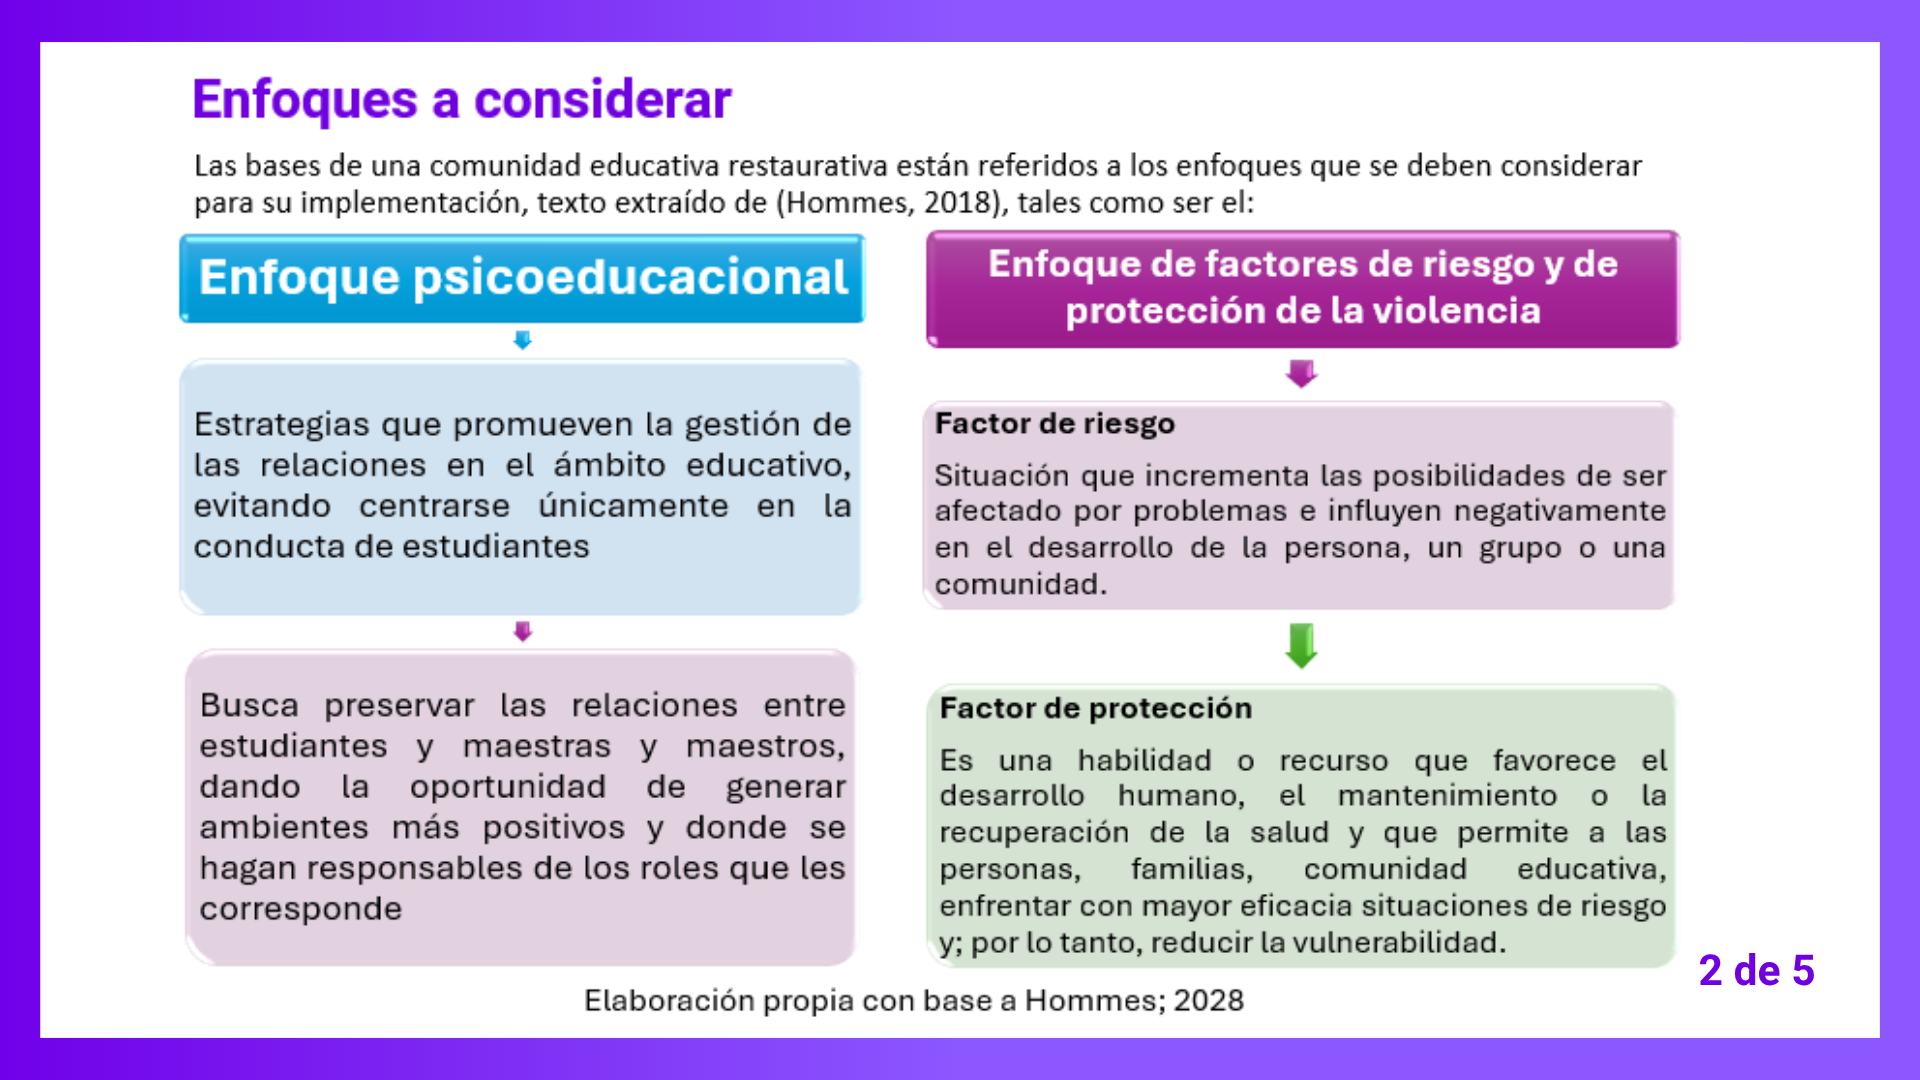 Enfoques a considerar
Las bases de una comunidad educativa restaurativa están referidos a los enfoques que se deben considerar
para su implementación, texto extraído de (Hommes, 2018), tales como ser el:
Enfoque psicoeducacional
Estrategias que promueven la gestión de
las relaciones en el ámbito educativo,
evitando centrarse únicamente en la
conducta de estudiantes
Busca preservar las relaciones entre
estudiantes y maestras y maestros,
dando la oportunidad de generar
ambientes más positivos y donde se
hagan responsables de los roles que les
corresponde
Enfoque de factores de riesgo y de
protección de la violencia
Factor de riesgo
Situación que incrementa las posibilidades de ser
afectado por problemas e influyen negativamente
en el desarrollo de la persona, un grupo o una
comunidad.
Factor de protección
Es una habilidad o recurso que favorece el
desarrollo humano, el mantenimiento o la
recuperación de la salud y que permite a las
personas, familias, comunidad educativa,
enfrentar con mayor eficacia situaciones de riesgo
y; por lo tanto, reducir la vulnerabilidad.
2 de 5
Elaboración propia con base a Hommes; 2028